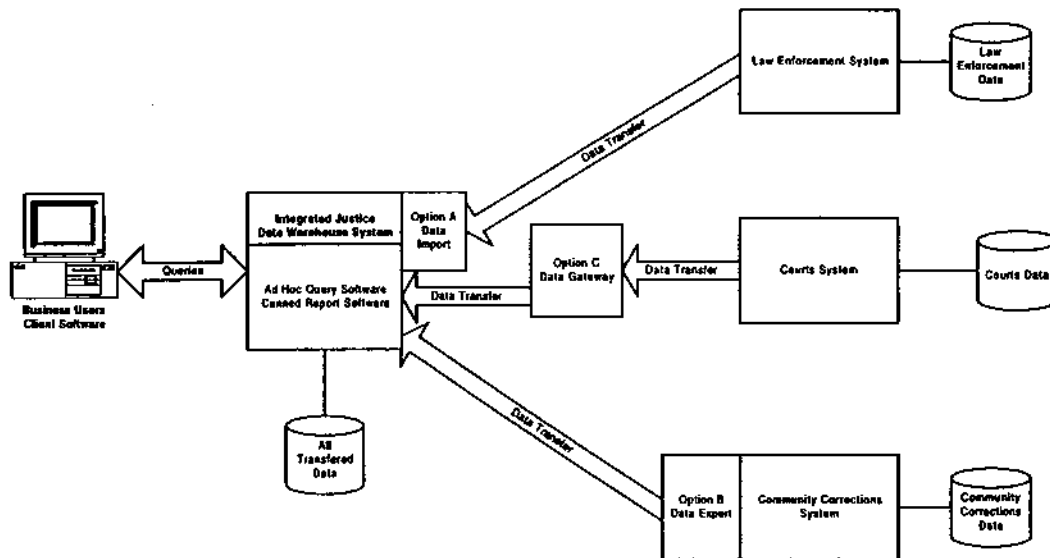 Law Enforcement System
Law
Enforcement
Data
Data Transfer
Integrated Justice
Data Warehouse System
Option A
Data
Import
Queries
Ad Hoc Query Software
Canned Report Software
Business Users
Client Software
Data Transfer
Option C
Data Gateway
Data Transfer
Courts System
Courts Data
All
Transfered
Data
Data Transfer
Option B
Data Export
Community Corrections
System
Community
Corrections
Data